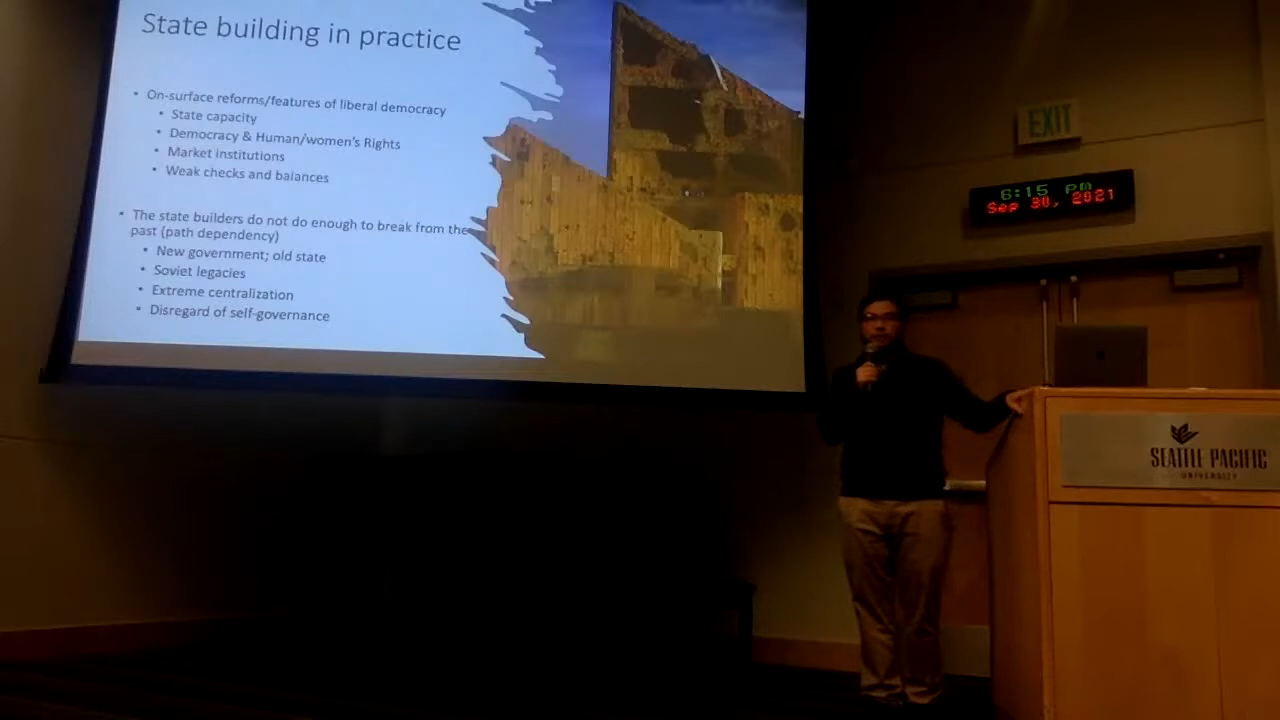 State building in practice
• On-surface reforms/features of liberal democracy
• State capacity
• Democracy & Human/women's Rights
• Market institutions
• Weak checks and balances
• The state builders do not do enough to break from the
past (path dependency)
• New government; old state
• Soviet legacies
• Extreme centralization
• Disregard of self-governance
EXIT
6:15 PM
Sep 30, 2021
SEATTLE PACIFIC
UNIVERSITY